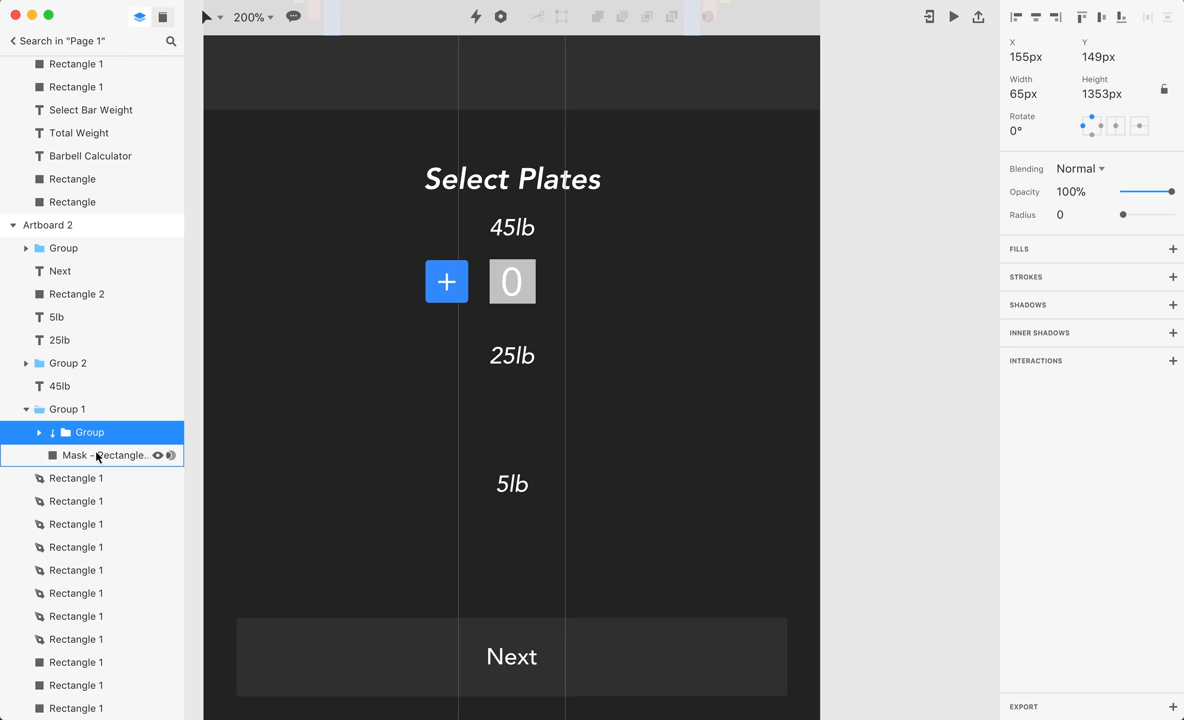 200%
Search in "Page 1"
Rectangle 1
Rectangle 1
Select Bar Weight
Total Weight
Barbell Calculator
Rectangle
Rectangle
Artboard 2
Group
Next
Rectangle 2
5lb
25lb
Group 2
45lb
Group 1
Group
Mask - Rectangle...
Rectangle 1
Rectangle 1
Rectangle 1
Rectangle 1
Rectangle 1
Rectangle 1
Rectangle 1
Rectangle 1
Rectangle 1
Rectangle 1
Rectangle 1
Select Plates
45lb
+ 0
25lb
5lb
Next
X Y
155px 149px
Width Height
65px 1353px
Rotate
0°
Blending Normal
Opacity 100%
Radius 0
FILLS
STROKES
SHADOWS
INNER SHADOWS
INTERACTIONS
EXPORT